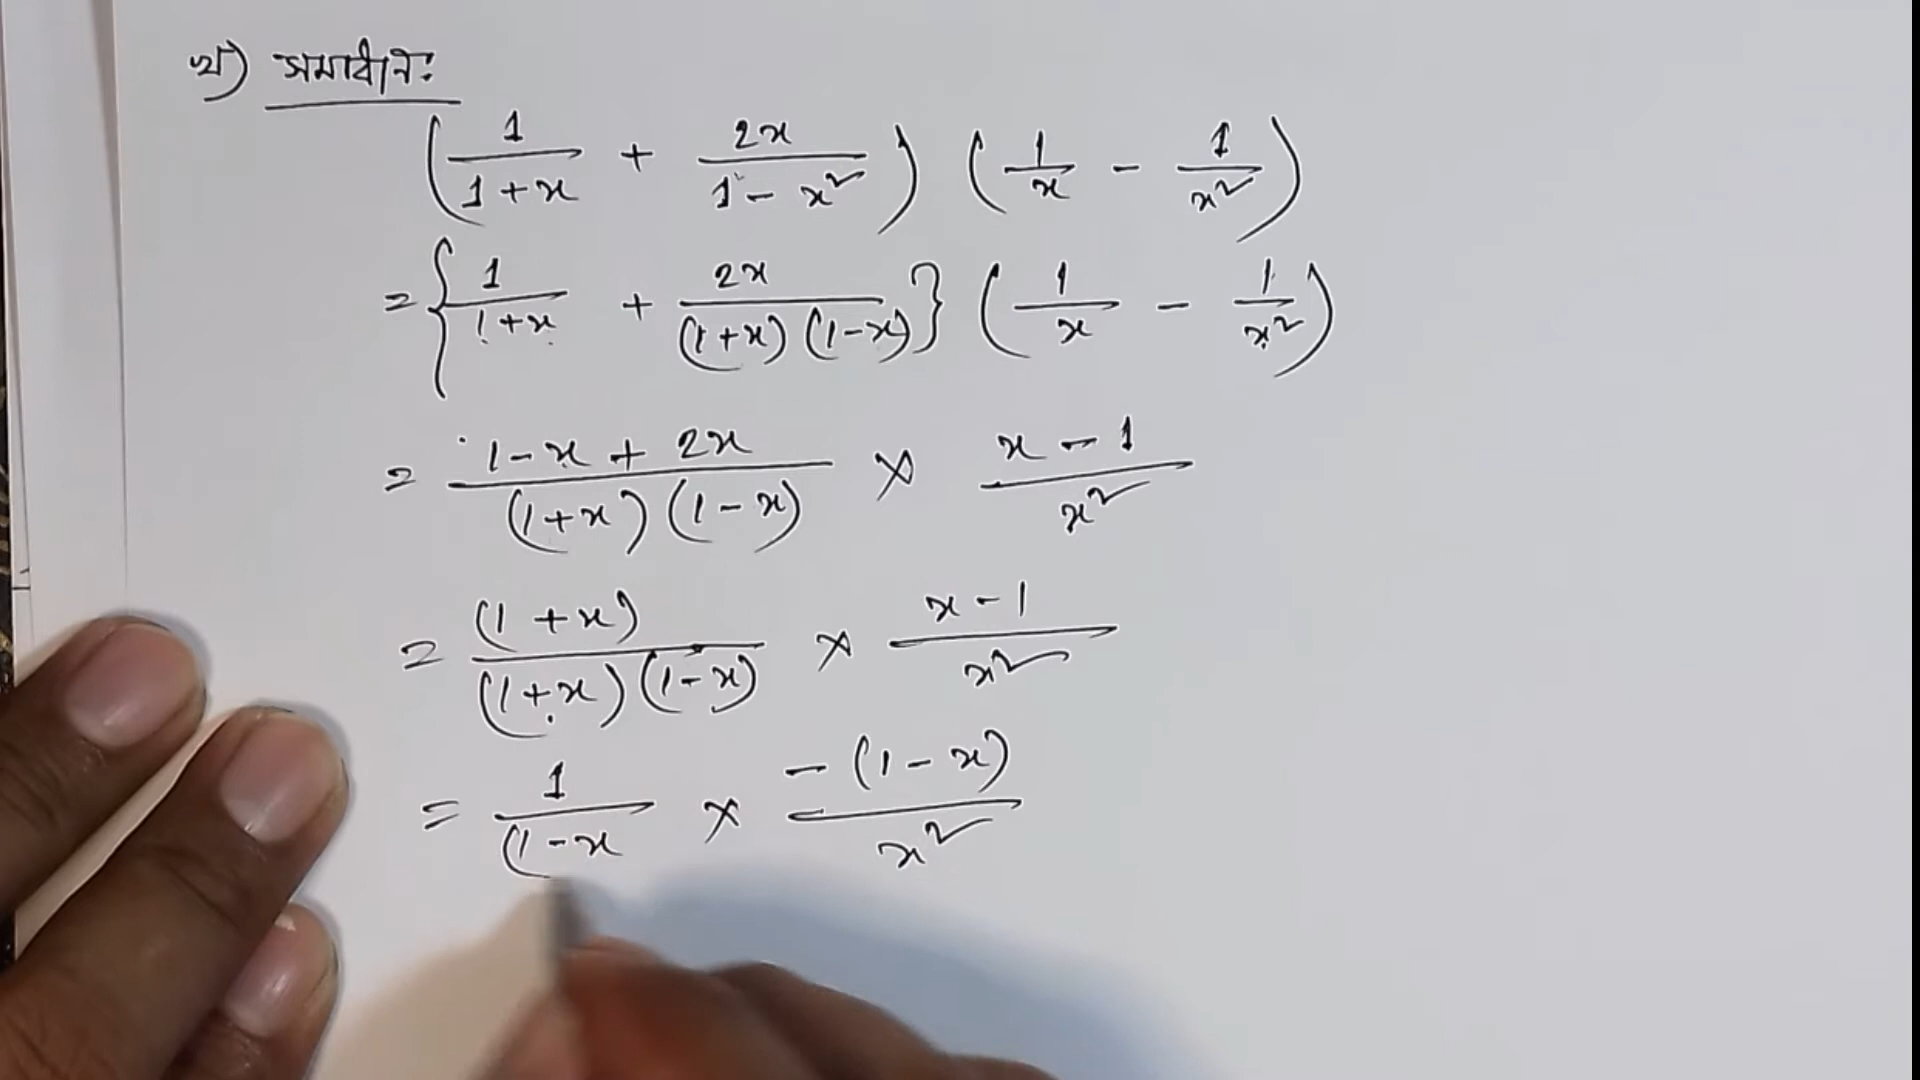 খ) সমাধান:
(1/(1+x) + 2x/(1-x²)) (1/x - 1/x²)
= {1/(1+x) + 2x/((1+x)(1-x))} (1/x - 1/x²)
= (1-x+2x)/((1+x)(1-x)) × (x-1)/x²
= (1+x)/((1+x)(1-x)) × (x-1)/x²
= 1/(1-x × -(1-x)/x²